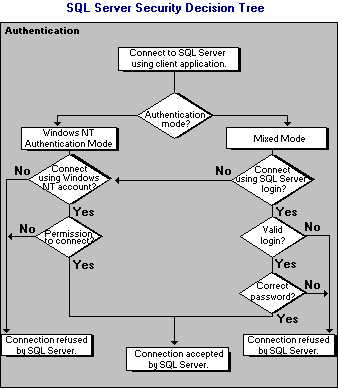 SQL Server Security Decision Tree
Authentication
Connect to SQL Server
using client application.
Authentication
mode?
Windows NT
Authentication Mode
Mixed Mode
Connect
using Windows
NT account?
No
Connect
using SQL Server
login?
No
Yes
Yes
Permission
to connect?
No
Valid
login?
No
Yes
Yes
Correct
password?
No
Yes
Connection refused
by SQL Server.
Connection accepted
by SQL Server.
Connection refused
by SQL Server.